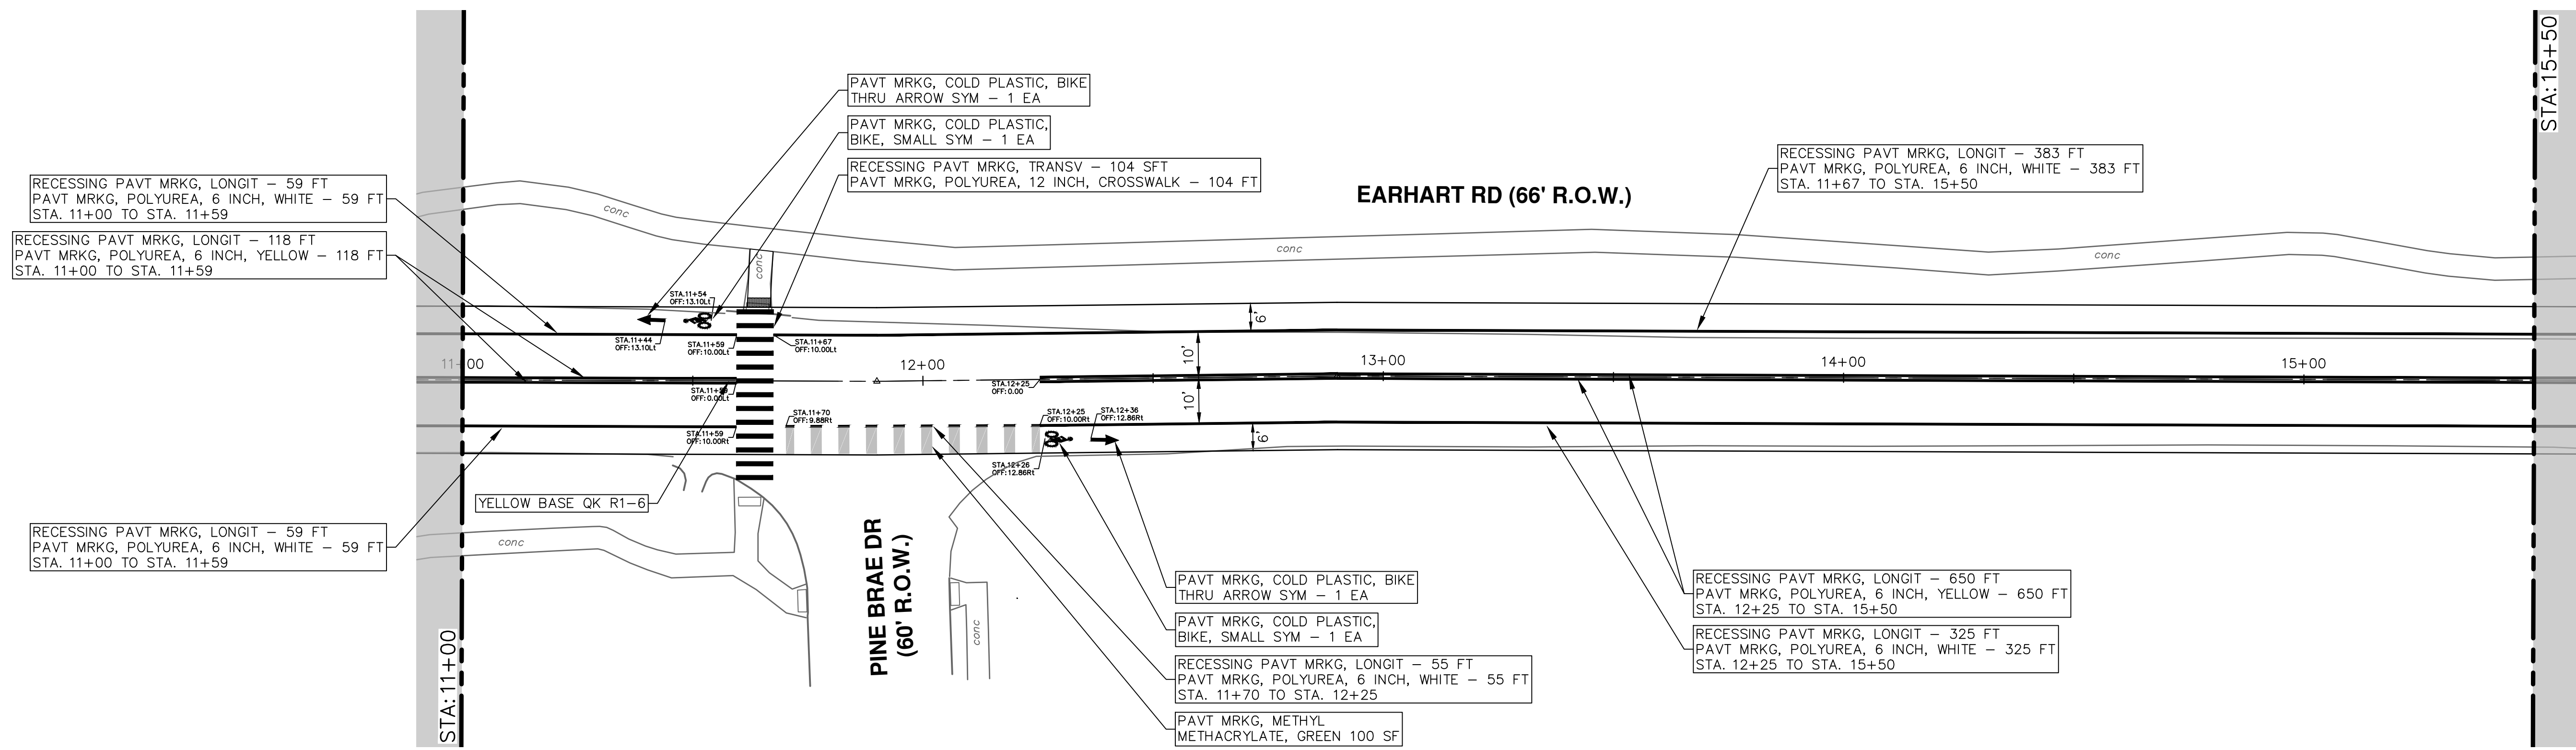 STA: 15+50
PAVT MRKG, COLD PLASTIC, BIKE
THRU ARROW SYM – 1 EA
PAVT MRKG, COLD PLASTIC,
BIKE, SMALL SYM – 1 EA
RECESSING PAVT MRKG, TRANSV – 104 SFT
PAVT MRKG, POLYUREA, 12 INCH, CROSSWALK – 104 FT
RECESSING PAVT MRKG, LONGIT – 383 FT
PAVT MRKG, POLYUREA, 6 INCH, WHITE – 383 FT
STA. 11+67 TO STA. 15+50
EARHART RD (66' R.O.W.)
RECESSING PAVT MRKG, LONGIT – 59 FT
PAVT MRKG, POLYUREA, 6 INCH, WHITE – 59 FT
STA. 11+00 TO STA. 11+59
RECESSING PAVT MRKG, LONGIT – 118 FT
PAVT MRKG, POLYUREA, 6 INCH, YELLOW – 118 FT
STA. 11+00 TO STA. 11+59
conc
conc
conc
conc
STA.11+54
OFF:13.10Lt
STA.11+44
OFF:13.10Lt
STA.11+59
OFF:10.00Lt
STA.11+67
OFF:10.00Lt
6'
10'
11+00
12+00
13+00
14+00
15+00
STA.11+59
OFF:0.00Lt
STA.12+25
OFF:0.00
10'
STA.11+70
OFF:9.88Rt
STA.12+25
OFF:10.00Rt
STA.12+36
OFF:12.86Rt
STA.11+59
OFF:10.00Rt
6'
STA.12+26
OFF:12.86Rt
YELLOW BASE QK R1-6
RECESSING PAVT MRKG, LONGIT – 59 FT
PAVT MRKG, POLYUREA, 6 INCH, WHITE – 59 FT
STA. 11+00 TO STA. 11+59
conc
PINE BRAE DR
(60' R.O.W.)
conc
PAVT MRKG, COLD PLASTIC, BIKE
THRU ARROW SYM – 1 EA
PAVT MRKG, COLD PLASTIC,
BIKE, SMALL SYM – 1 EA
RECESSING PAVT MRKG, LONGIT – 55 FT
PAVT MRKG, POLYUREA, 6 INCH, WHITE – 55 FT
STA. 11+70 TO STA. 12+25
PAVT MRKG, METHYL
METHACRYLATE, GREEN 100 SF
RECESSING PAVT MRKG, LONGIT – 650 FT
PAVT MRKG, POLYUREA, 6 INCH, YELLOW – 650 FT
STA. 12+25 TO STA. 15+50
RECESSING PAVT MRKG, LONGIT – 325 FT
PAVT MRKG, POLYUREA, 6 INCH, WHITE – 325 FT
STA. 12+25 TO STA. 15+50
STA: 11+00